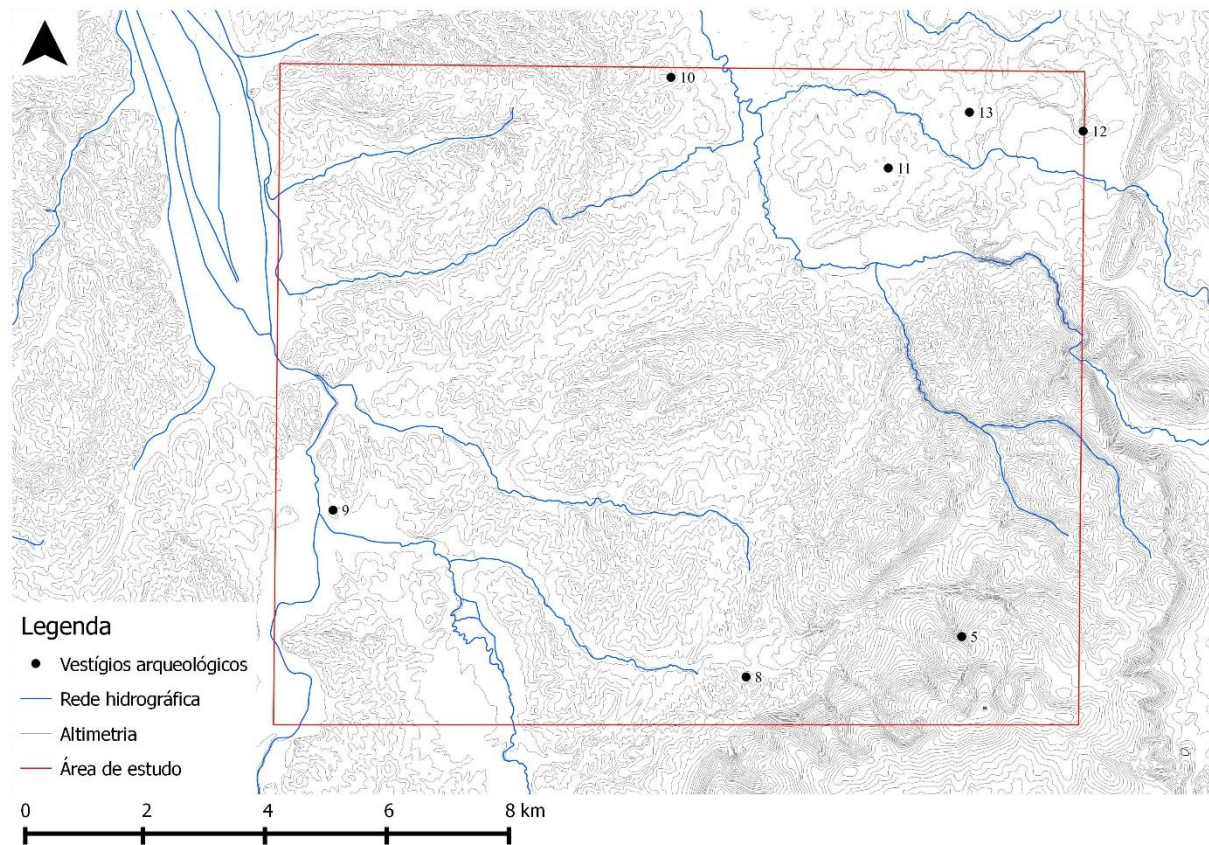 10
13
12
11
9
5
8
Legenda
Vestígios arqueológicos
Rede hidrográfica
Altimetria
Área de estudo
0 2 4 6 8 km